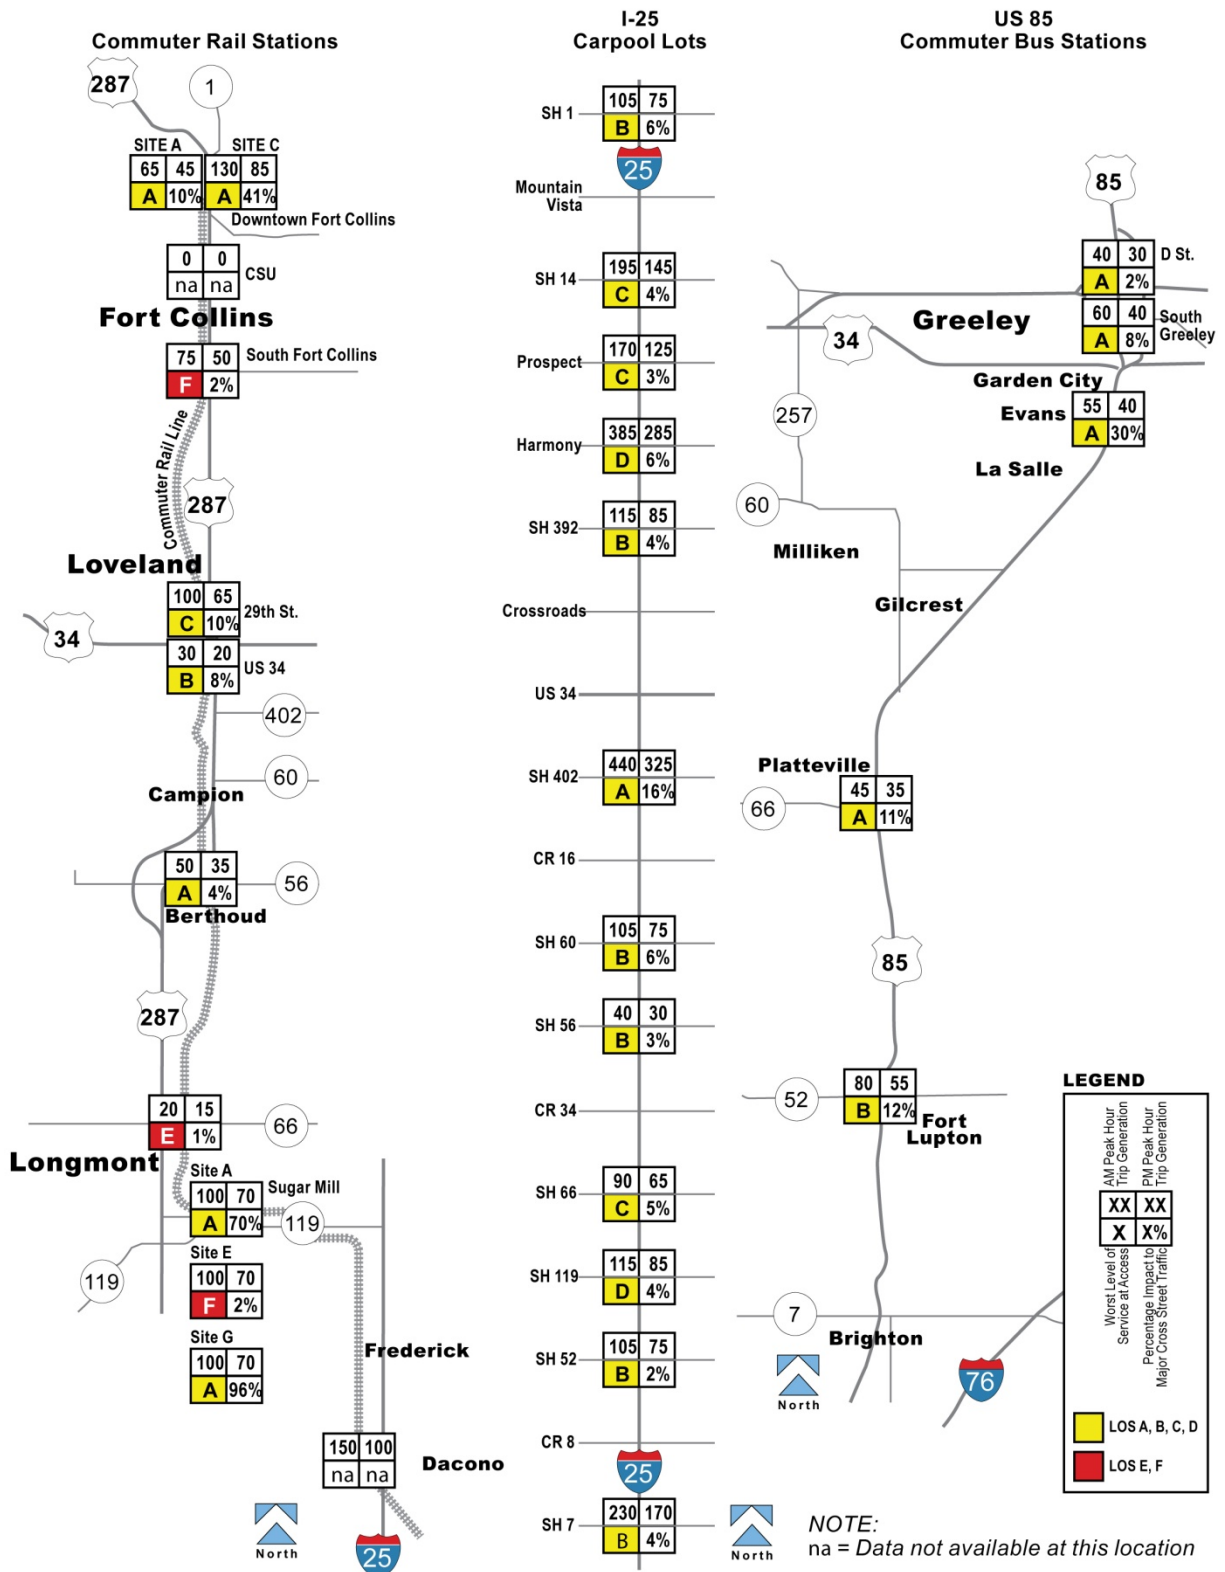 Commuter Rail Stations
287
1
SITE A
SITE C
65 45 130 85
A 10% A 41%
Downtown Fort Collins
0 0
na na
CSU
Fort Collins
75 50
F 2%
South Fort Collins
Commuter Rail Line
287
Loveland
100 65
C 10%
29th St.
34
30 20
B 8%
US 34
402
60
Campion
50 35
A 4%
56
Berthoud
287
20 15
E 1%
66
Longmont
Site A
100 70
A 70%
Sugar Mill
119
119
Site E
100 70
F 2%
Site G
100 70
A 96%
Frederick
150 100
na na
Dacono
North
25
I-25
Carpool Lots
SH 1
105 75
B 6%
25
Mountain
Vista
SH 14
195 145
C 4%
Prospect
170 125
C 3%
Harmony
385 285
D 6%
SH 392
115 85
B 4%
Crossroads
US 34
SH 402
440 325
A 16%
CR 16
SH 60
105 75
B 6%
SH 56
40 30
B 3%
CR 34
SH 66
90 65
C 5%
SH 119
115 85
D 4%
SH 52
105 75
B 2%
CR 8
25
SH 7
230 170
B 4%
North
US 85
Commuter Bus Stations
85
40 30
A 2%
D St.
60 40
A 8%
South
Greeley
Greeley
34
Garden City
Evans
55 40
A 30%
257
La Salle
60
Milliken
Gilcrest
Platteville
45 35
A 11%
66
85
80 55
B 12%
52
Fort
Lupton
7
Brighton
North
76
LEGEND
AM Peak Hour
Trip Generation
PM Peak Hour
Trip Generation
XX XX
X X%
Worst Level of
Service at Access
Percentage Impact to
Major Cross Street Traffic
LOS A, B, C, D
LOS E, F
NOTE:
na = Data not available at this location